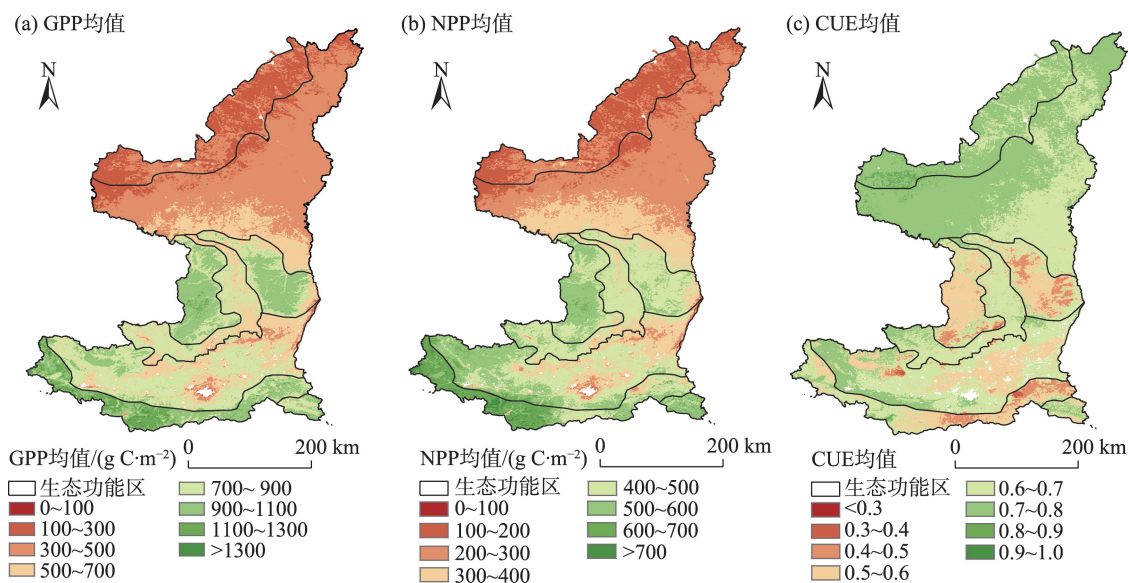 (a) GPP均值
N
0 200 km
GPP均值/(g C·m⁻²)
生态功能区
0~100
100~300
300~500
500~700
700~ 900
900~1100
1100~1300
>1300
(b) NPP均值
N
0 200 km
NPP均值/(g C·m⁻²)
生态功能区
0~100
100~200
200~300
300~400
400~500
500~600
600~700
>700
(c) CUE均值
N
0 200 km
CUE均值
生态功能区
<0.3
0.3~0.4
0.4~0.5
0.5~0.6
0.6~0.7
0.7~0.8
0.8~0.9
0.9~1.0